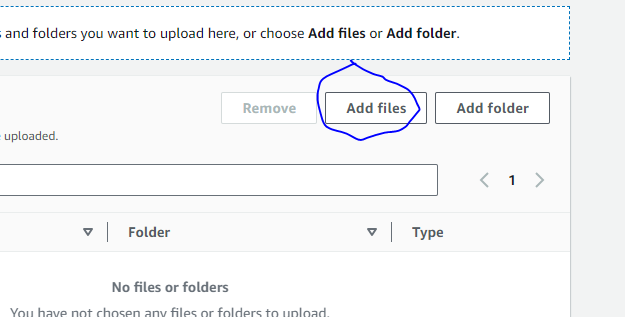 s and folders you want to upload here, or choose Add files or Add folder.
Remove Add files Add folder
uploaded.
1
Folder Type
No files or folders
You have not chosen any files or folders to upload.